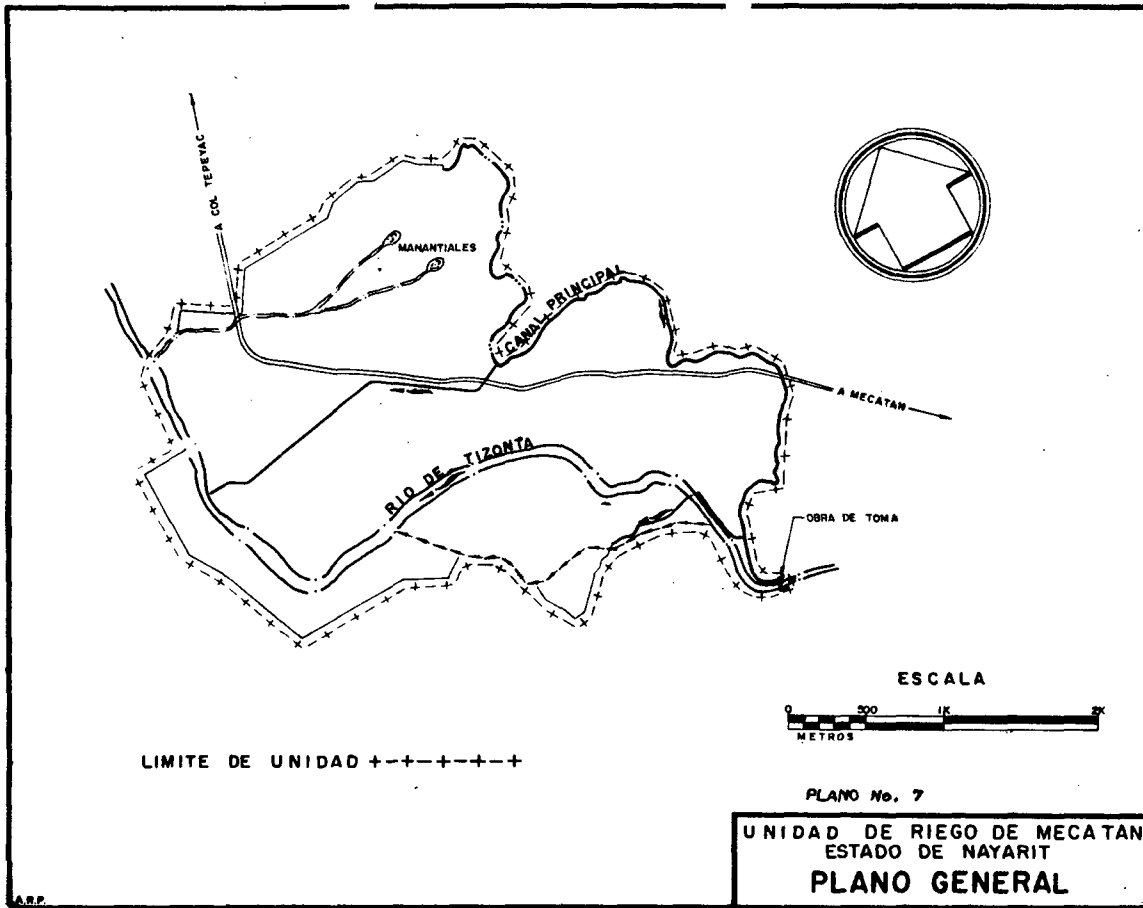 A COL TEPEYAC
MANANTIALES
CANAL PRINCIPAL
A MECATAN
RIO DE TIZONTA
OBRA DE TOMA
ESCALA
0 500 1K 2K
METROS
LIMITE DE UNIDAD +-+-+-+-+-+
PLANO No. 7
UNIDAD DE RIEGO DE MECATAN
ESTADO DE NAYARIT
PLANO GENERAL
A.R.P.